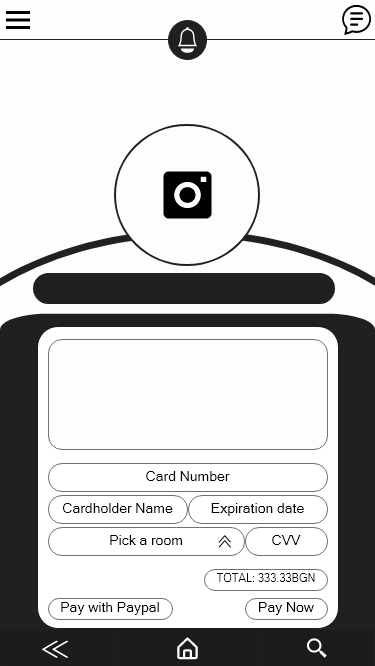 Card Number
Cardholder Name Expiration date
Pick a room CVV
TOTAL: 333.33BGN
Pay with Paypal Pay Now